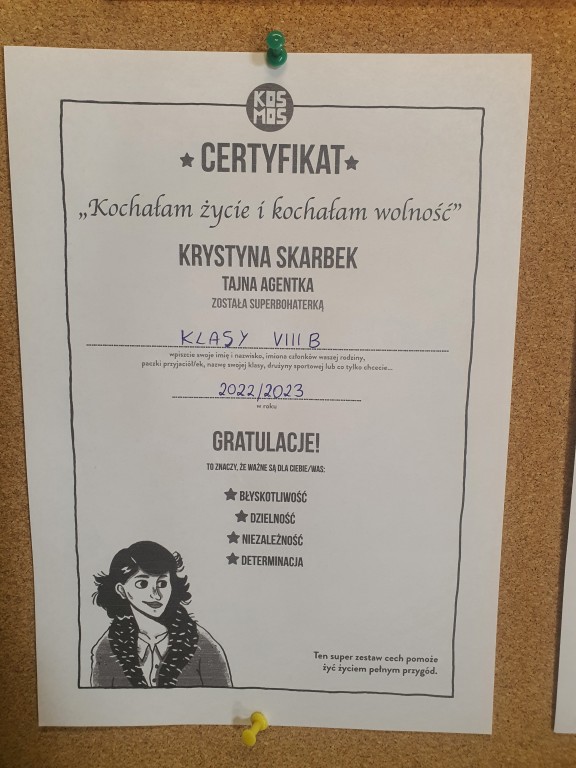 KOS
MOS
CERTYFIKAT
„Kochałam życie i kochałam wolność”
KRYSTYNA SKARBEK
TAJNA AGENTKA
ZOSTAŁA SUPERBOHATERKĄ
KLASY VIII B
wpiszcie swoje imię i nazwisko, imiona członków waszej rodziny,
paczki przyjaciół/ek, nazwę swojej klasy, drużyny sportowej lub co tylko chcecie...
2022/2023
w roku
GRATULACJE!
TO ZNACZY, ŻE WAŻNE SĄ DLA CIEBIE/WAS:
BŁYSKOTLIWOŚĆ
DZIELNOŚĆ
NIEZALEŻNOŚĆ
DETERMINACJA
Ten super zestaw cech pomoże
żyć życiem pełnym przygód.